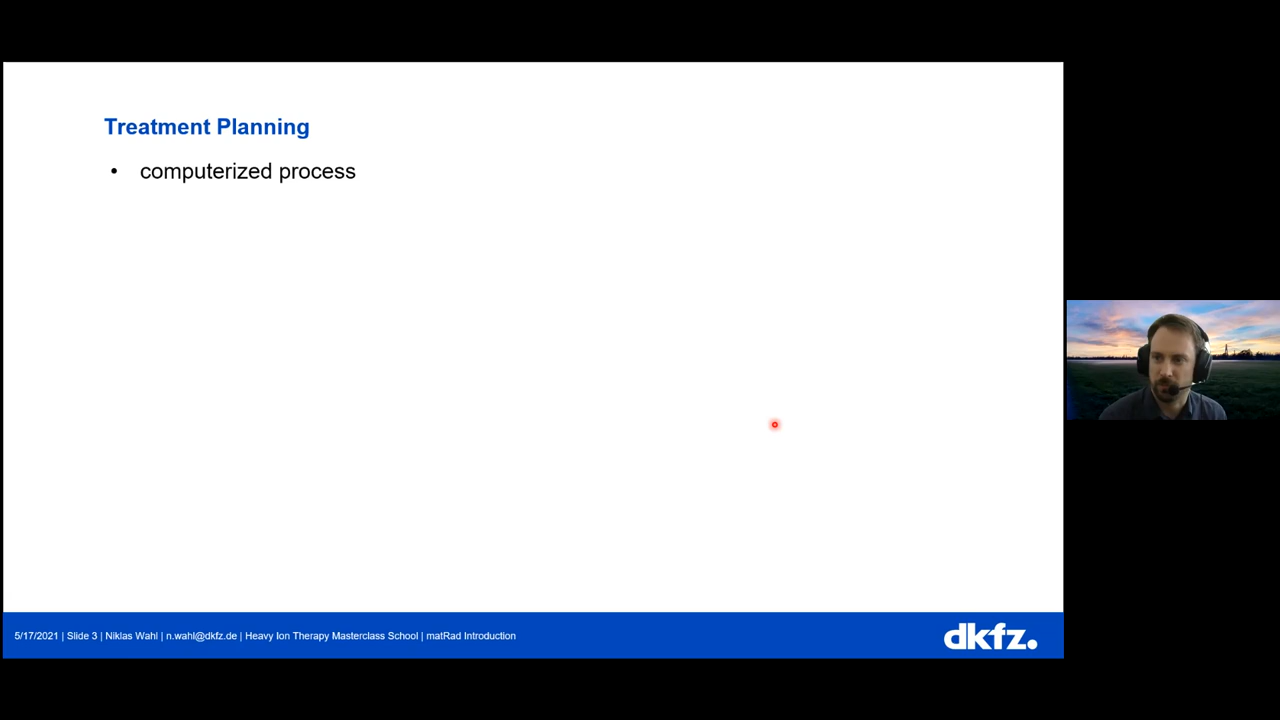 Treatment Planning
• computerized process
5/17/2021 | Slide 3 | Niklas Wahl | n.wahl@dkfz.de | Heavy Ion Therapy Masterclass School | matRad Introduction
dkfz.